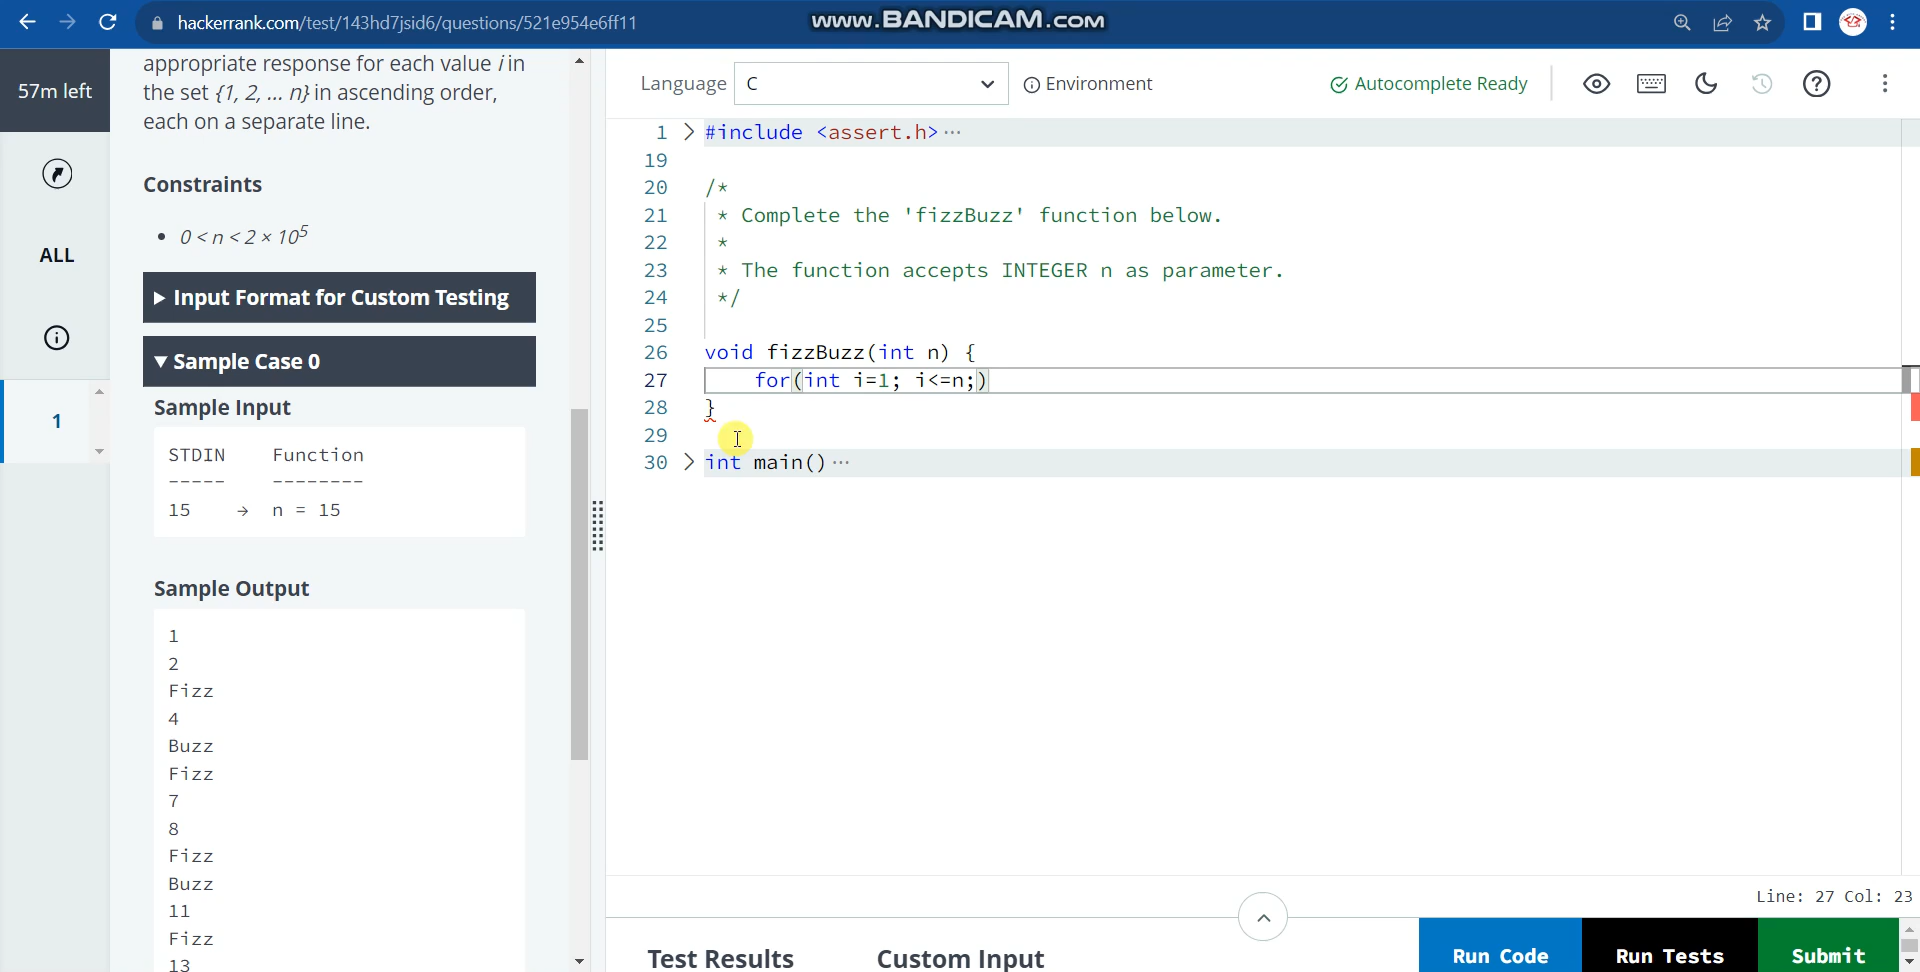 hackerrank.com/test/143hd7jsid6/questions/521e954e6ff11
www.BANDICAM.com
57m left
appropriate response for each value i in
the set {1, 2, ... n} in ascending order,
each on a separate line.
Constraints
• 0 < n < 2 × 10^5
ALL
Input Format for Custom Testing
Sample Case 0
1
Sample Input
STDIN Function
----- --------
15 → n = 15
Sample Output
1
2
Fizz
4
Buzz
Fizz
7
8
Fizz
Buzz
11
Fizz
13
Language C Environment Autocomplete Ready
1 #include <assert.h>···
19
20 /*
21 * Complete the 'fizzBuzz' function below.
22 *
23 * The function accepts INTEGER n as parameter.
24 */
25
26 void fizzBuzz(int n) {
27 for(int i=1; i<=n;)
28 }
29
30 int main()···
Line: 27 Col: 23
Test Results Custom Input Run Code Run Tests Submit